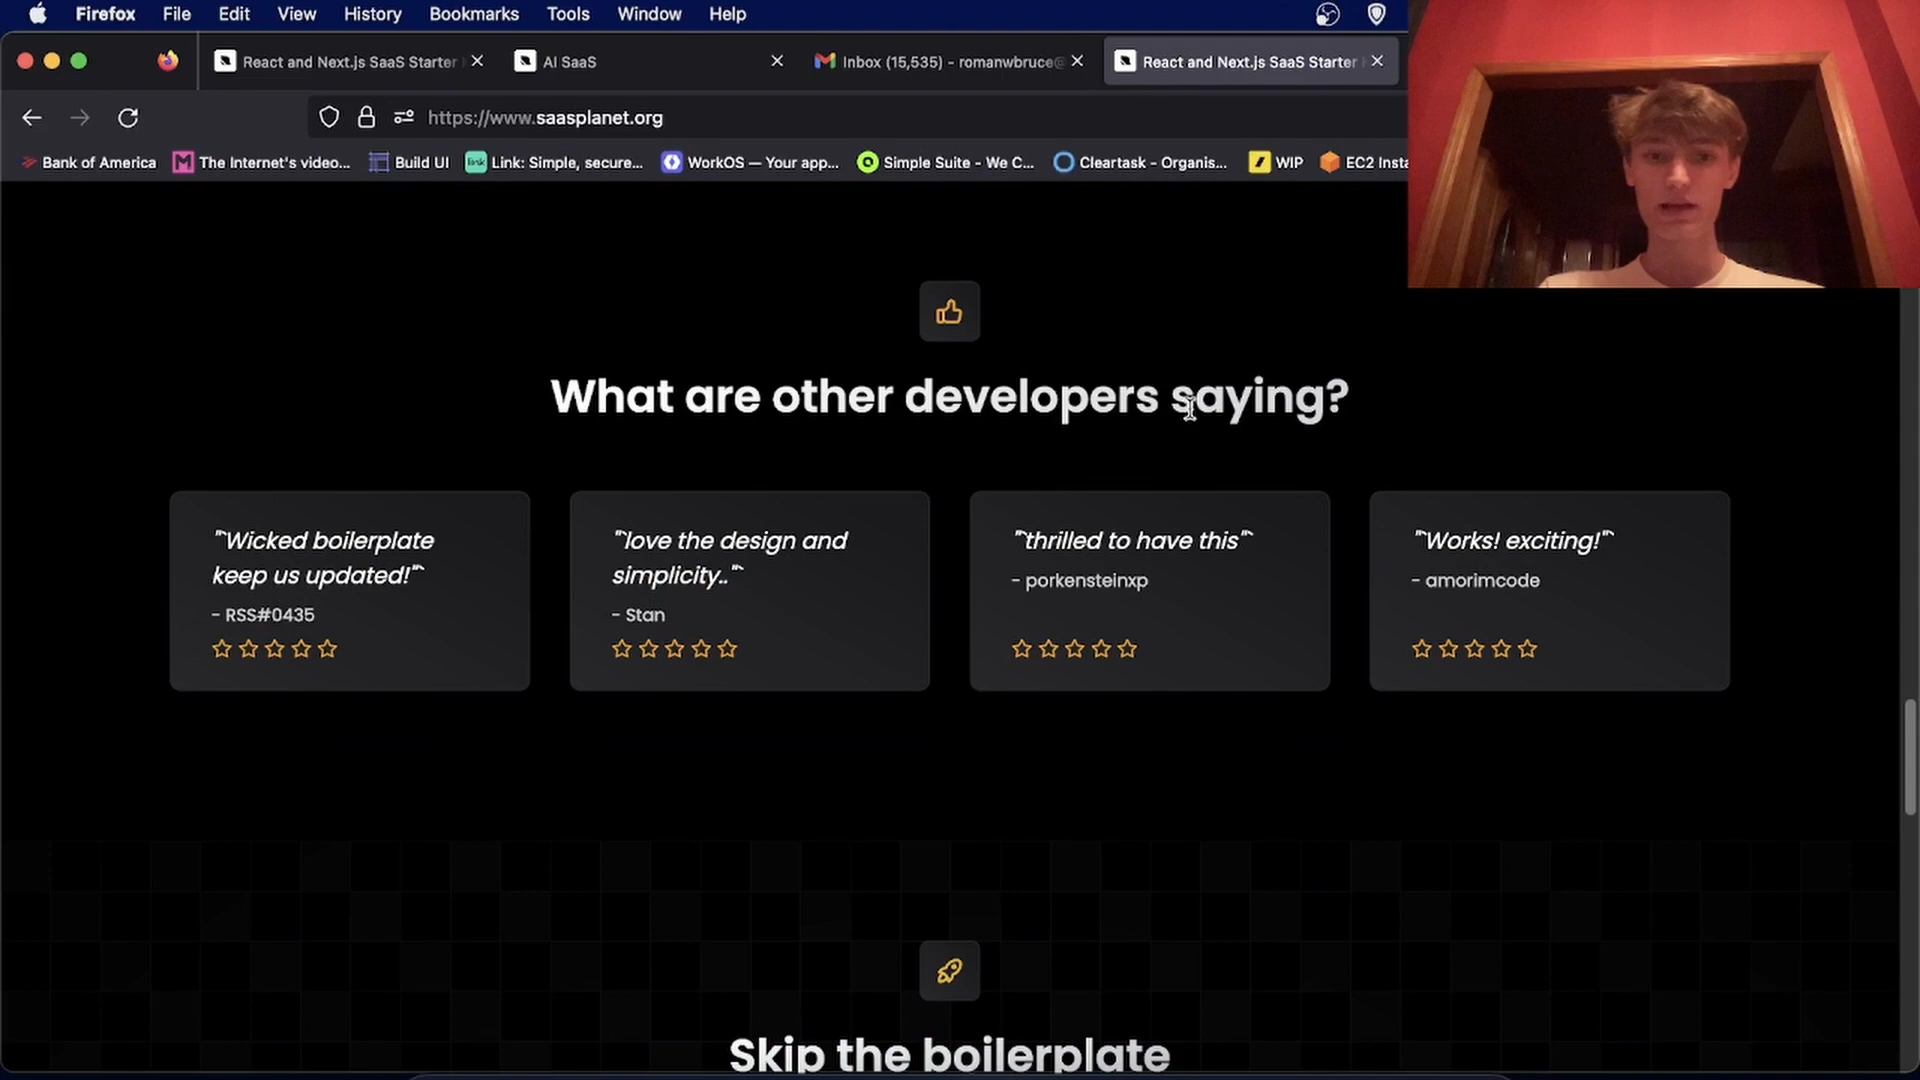 Firefox File Edit View History Bookmarks Tools Window Help
React and Next.js SaaS Starter AI SaaS Inbox (15,535) - romanwbruce@ React and Next.js SaaS Starter
https://www.saasplanet.org
Bank of America The Internet's video... Build UI Link: Simple, secure... WorkOS — Your app... Simple Suite - We C... Cleartask - Organis... WIP EC2 Insta
What are other developers saying?
"`Wicked boilerplate
keep us updated!"`
- RSS#0435
"`love the design and
simplicity.."`
- Stan
"`thrilled to have this"`
- porkensteinxp
"`Works! exciting!"`
- amorimcode
Skip the boilerplate